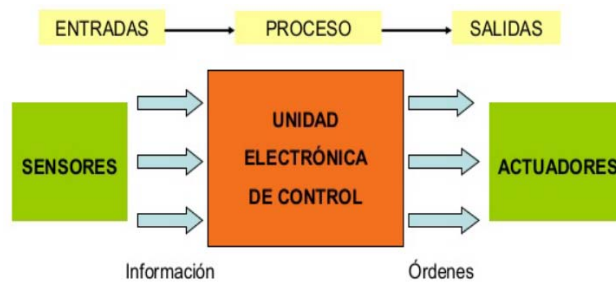 ENTRADAS PROCESO SALIDAS
SENSORES
UNIDAD
ELECTRÓNICA
DE CONTROL
ACTUADORES
Información Órdenes